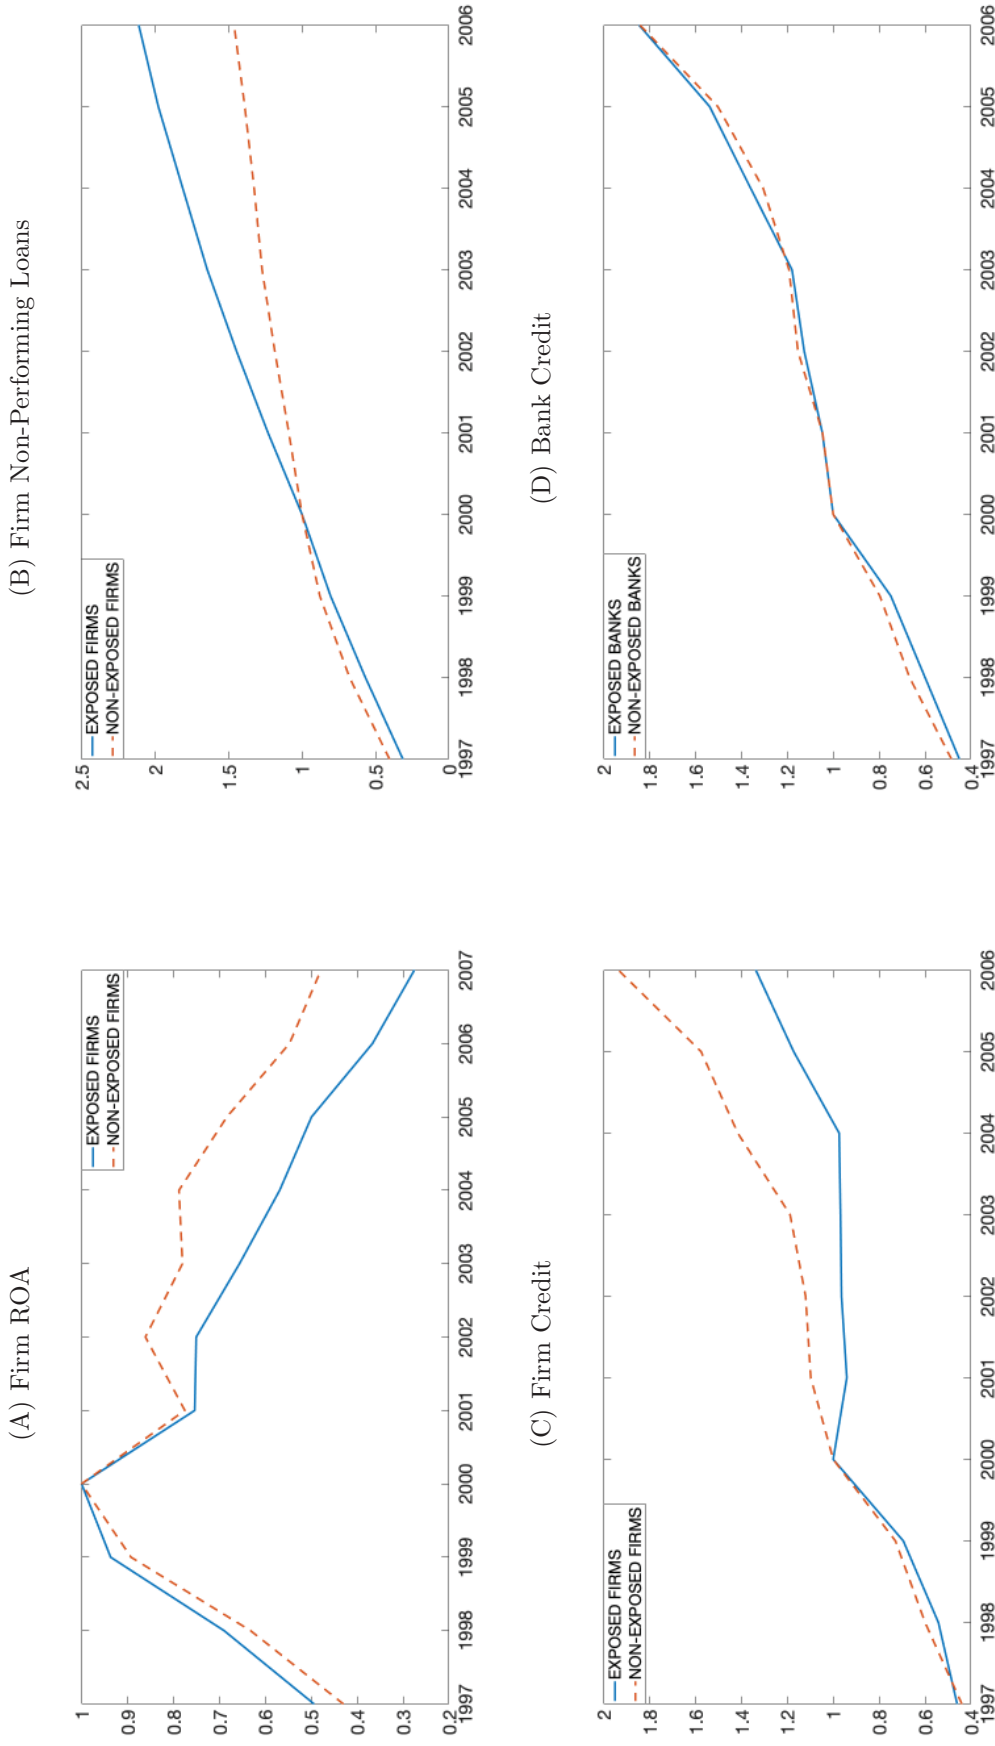 (A) Firm ROA
EXPOSED FIRMS
NON-EXPOSED FIRMS
1
0.9
0.8
0.7
0.6
0.5
0.4
0.3
0.2
1997 1998 1999 2000 2001 2002 2003 2004 2005 2006 2007
(B) Firm Non-Performing Loans
EXPOSED FIRMS
NON-EXPOSED FIRMS
2.5
2
1.5
1
0.5
0
1997 1998 1999 2000 2001 2002 2003 2004 2005 2006
(C) Firm Credit
EXPOSED FIRMS
NON-EXPOSED FIRMS
2
1.8
1.6
1.4
1.2
1
0.8
0.6
0.4
1997 1998 1999 2000 2001 2002 2003 2004 2005 2006
(D) Bank Credit
EXPOSED BANKS
NON-EXPOSED BANKS
2
1.8
1.6
1.4
1.2
1
0.8
0.6
0.4
1997 1998 1999 2000 2001 2002 2003 2004 2005 2006